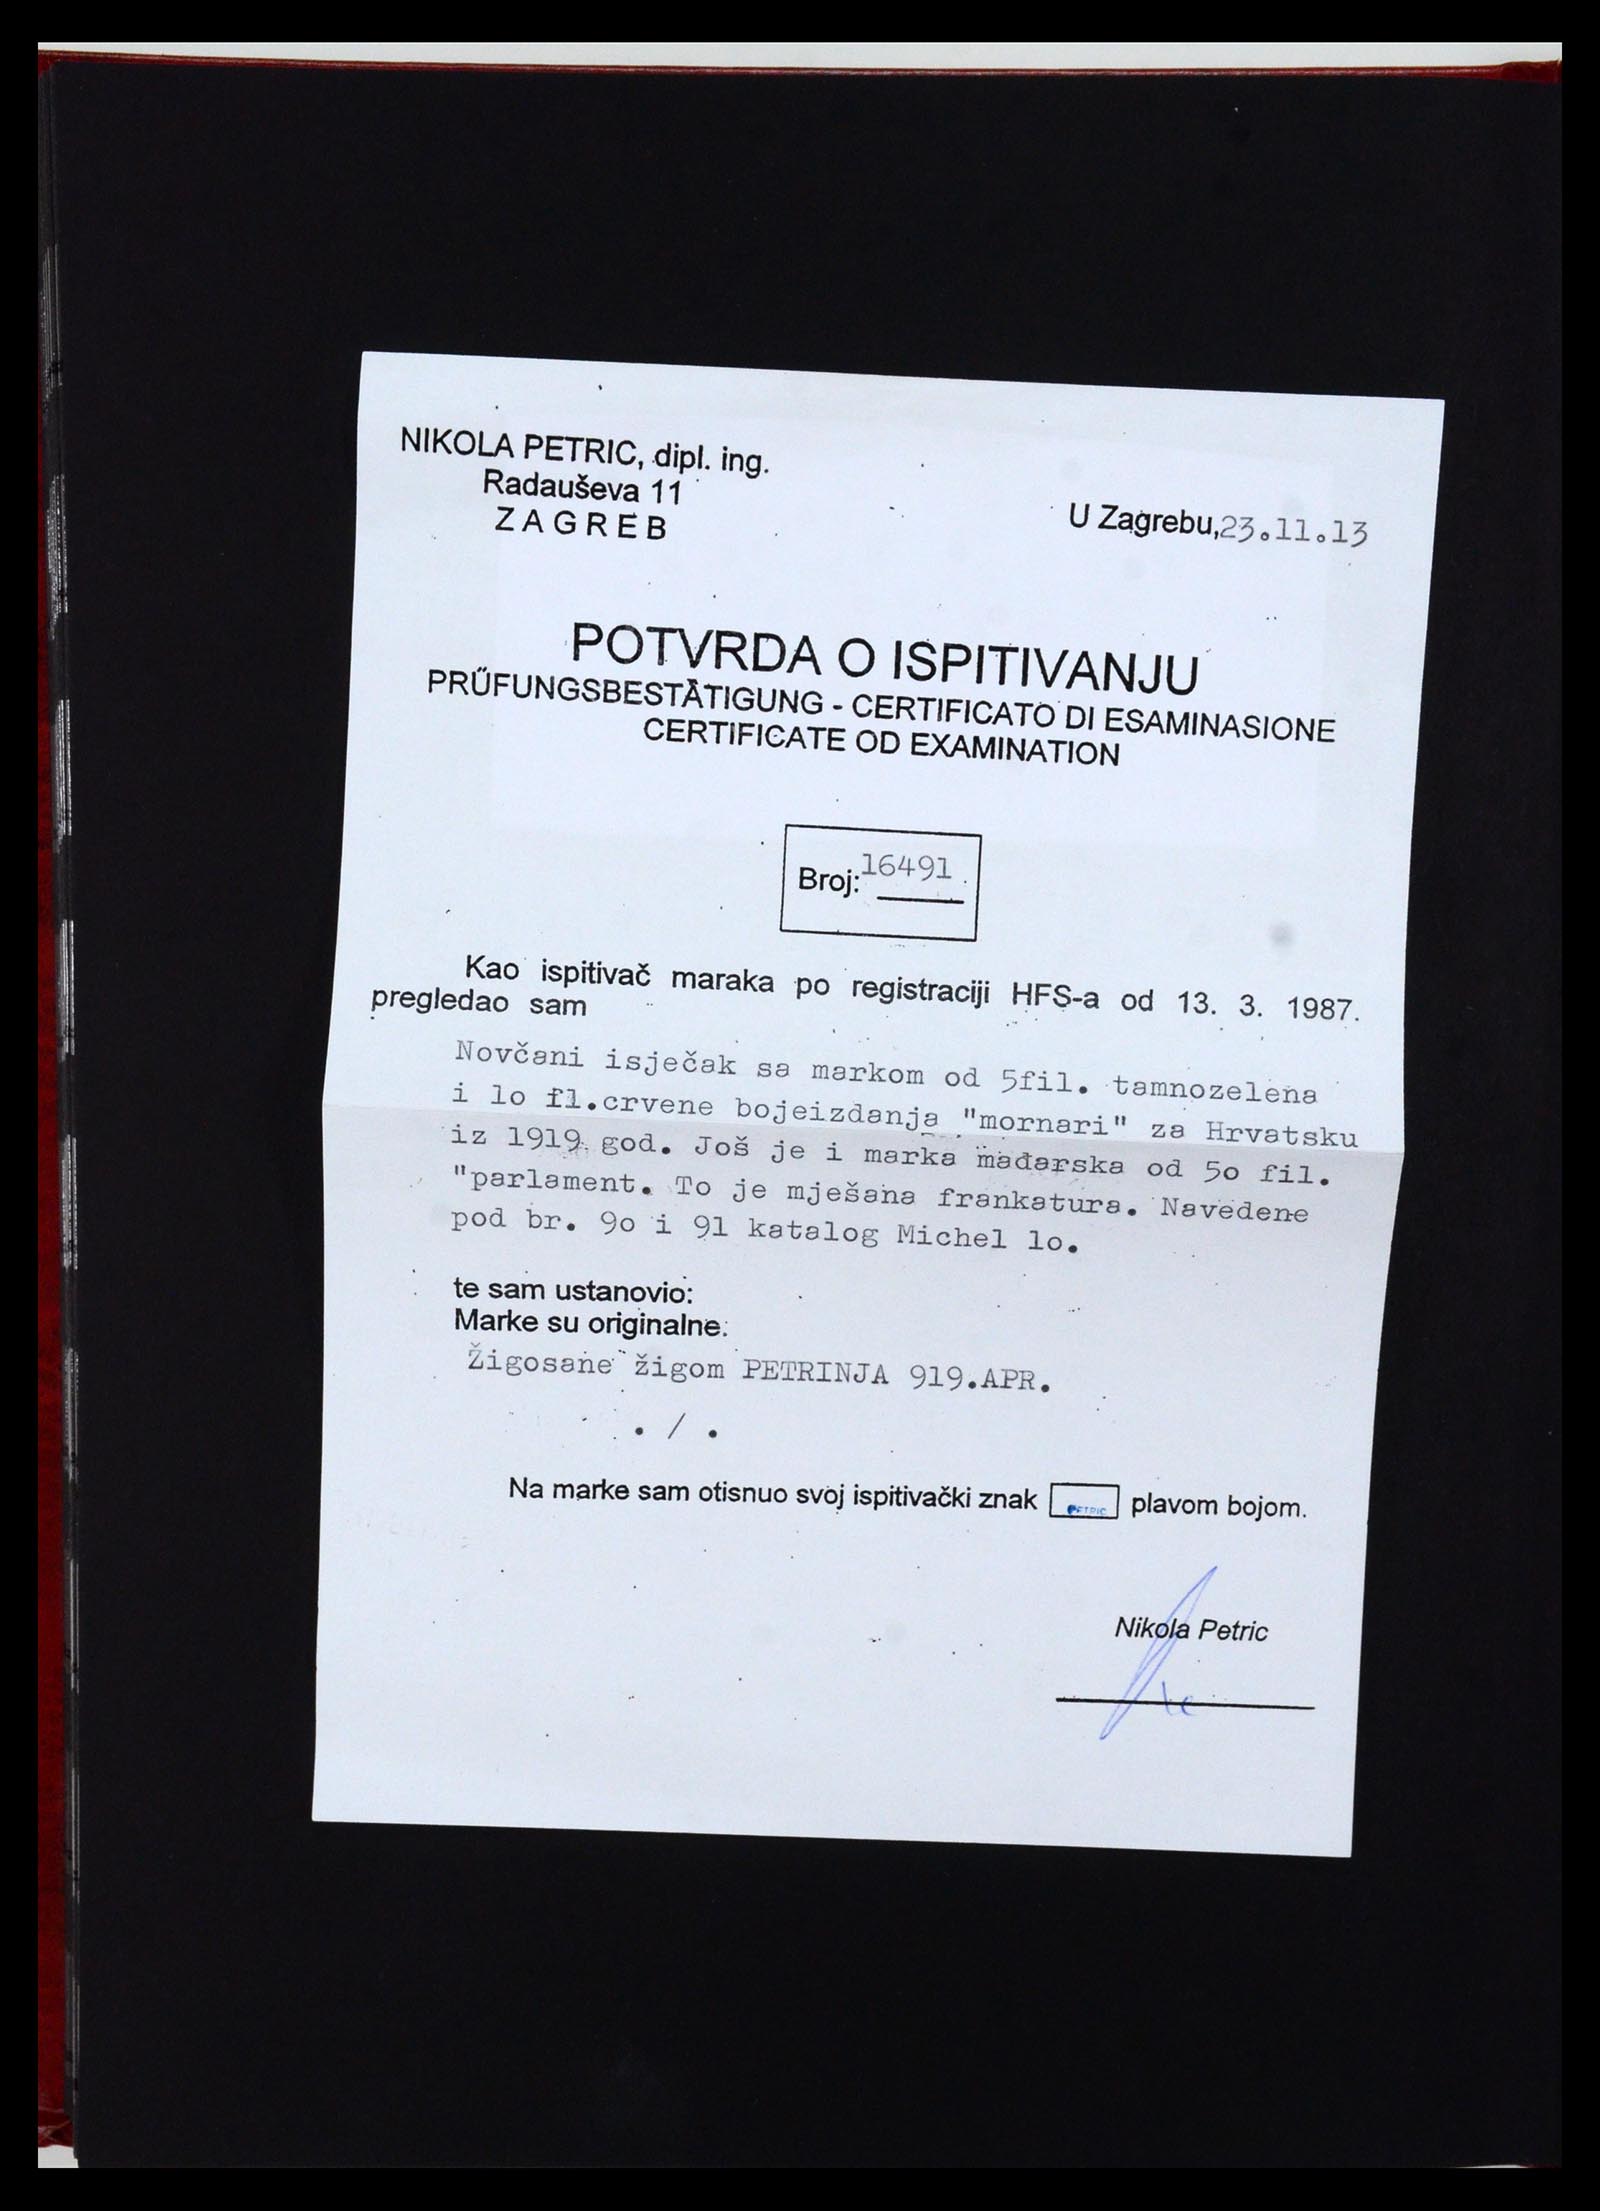 NIKOLA PETRIC, dipl. ing.
Radauševa 11
ZAGREB
U Zagrebu,23.11.13
POTVRDA O ISPITIVANJU
PRŰFUNGSBESTÄTIGUNG - CERTIFICATO DI ESAMINASIONE
CERTIFICATE OD EXAMINATION
Broj:16491
Kao ispitivač maraka po registraciji HFS-a od 13. 3. 1987.
pregledao sam
Novčani isječak sa markom od 5fil. tamnozelena
i lo fl.crvene bojeizdanja "mornari" za Hrvatsku
iz 1919. god. Još je i marka mađarska od 5o fil.
"parlament. To je mješana frankatura. Navedene
pod br. 9o i 91 katalog Michel lo.
te sam ustanovio:
Marke su originalne.
Žigosane žigom PETRINJA 919.APR.
. / .
Na marke sam otisnuo svoj ispitivački znak PETRIC plavom bojom.
Nikola Petric